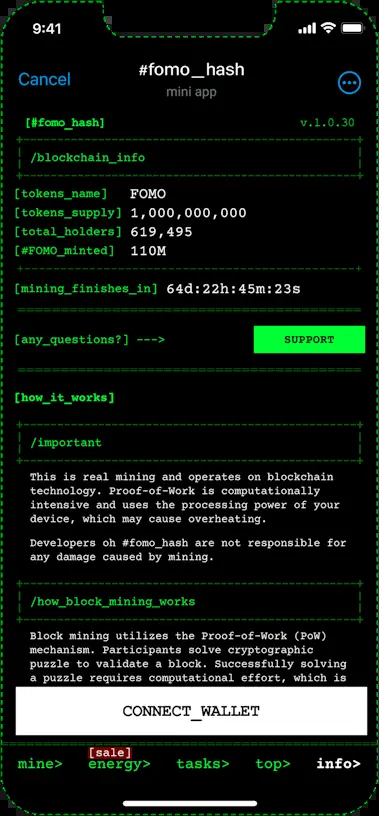 9:41
Cancel
#fomo_hash
mini app
[#fomo_hash]
v.1.0.30
/blockchain_info
[tokens_name] FOMO
[tokens_supply] 1,000,000,000
[total_holders] 619,495
[#FOMO_minted] 110M
[mining_finishes_in] 64d:22h:45m:23s
[any_questions?] --->
SUPPORT
[how_it_works]
/important
This is real mining and operates on blockchain
technology. Proof-of-Work is computationally
intensive and uses the processing power of your
device, which may cause overheating.
Developers oh #fomo_hash are not responsible for
any damage caused by mining.
/how_block_mining_works
Block mining utilizes the Proof-of-Work (PoW)
mechanism. Participants solve cryptographic
puzzle to validate a block. Successfully solving
a puzzle requires computational effort, which is
CONNECT_WALLET
[sale]
mine> energy> tasks> top> info>